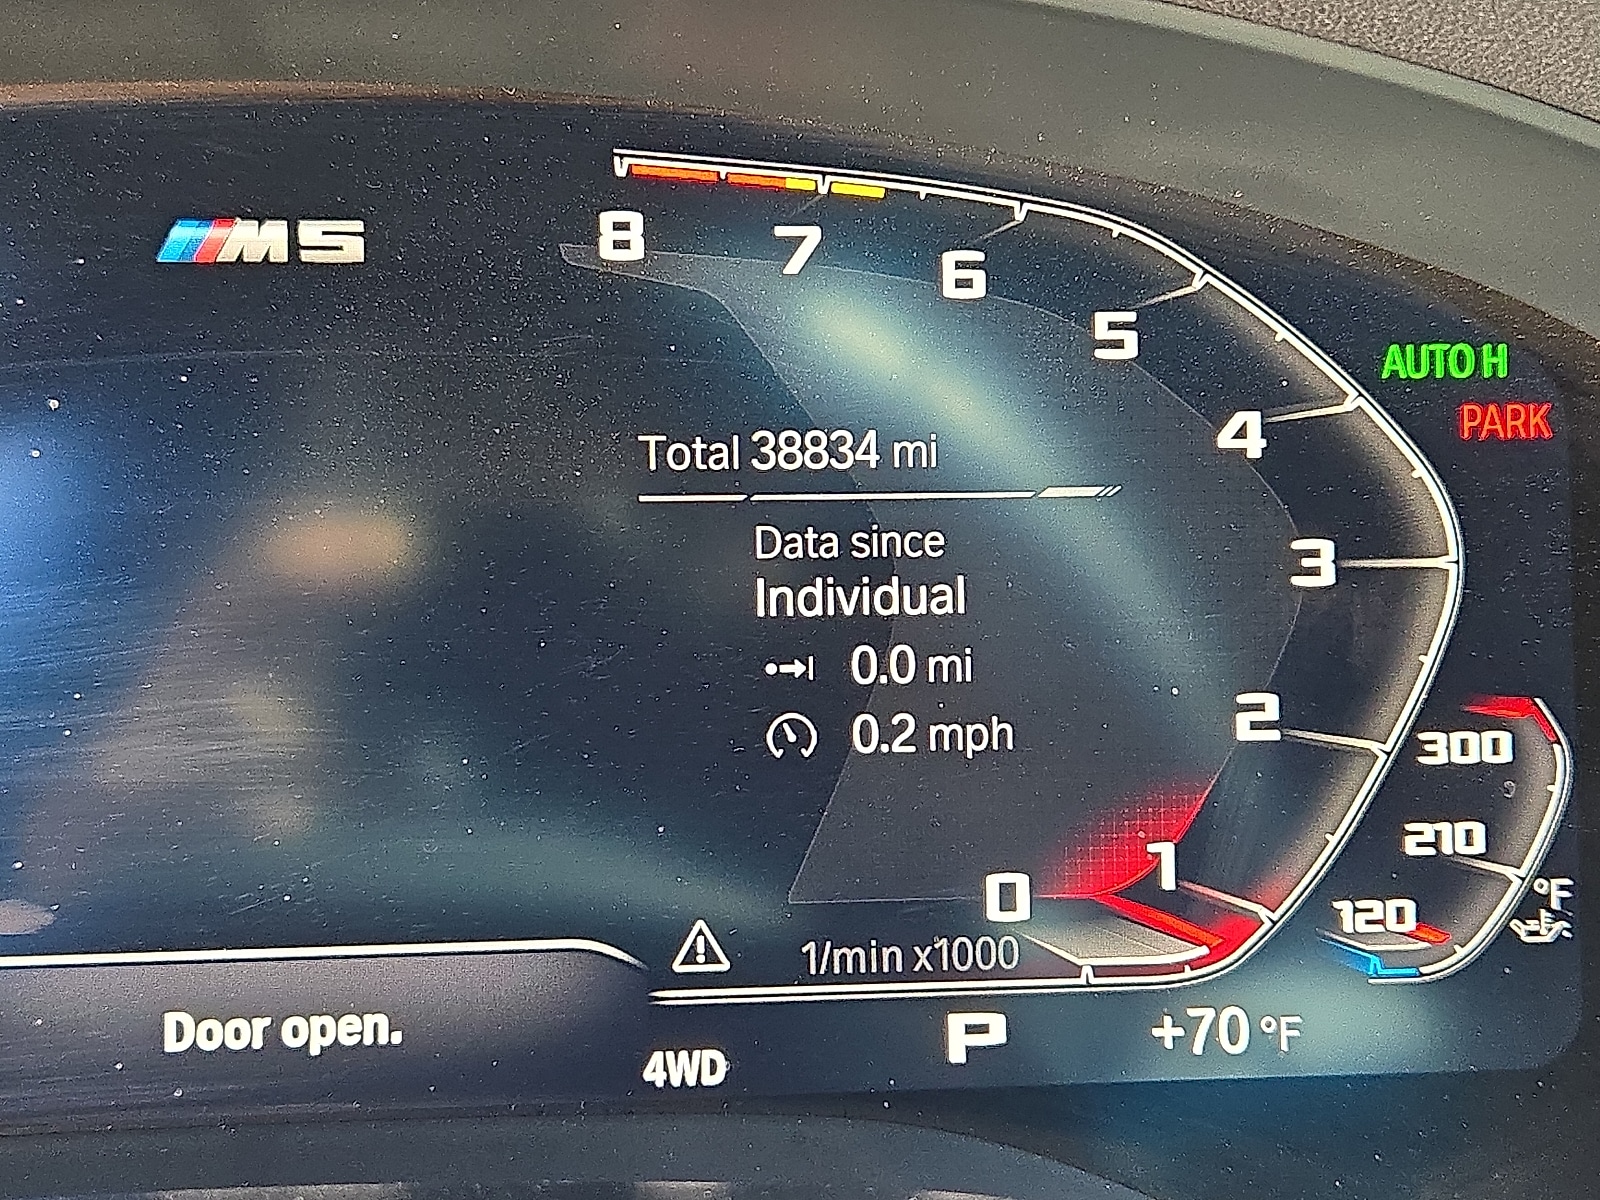 M5
8
7
6
5
4
3
2
1
0
AUTO H
PARK
Total 38834 mi
Data since
Individual
0.0 mi
0.2 mph
1/min x1000
300
210
120
°F
Door open.
4WD
P
+70 °F